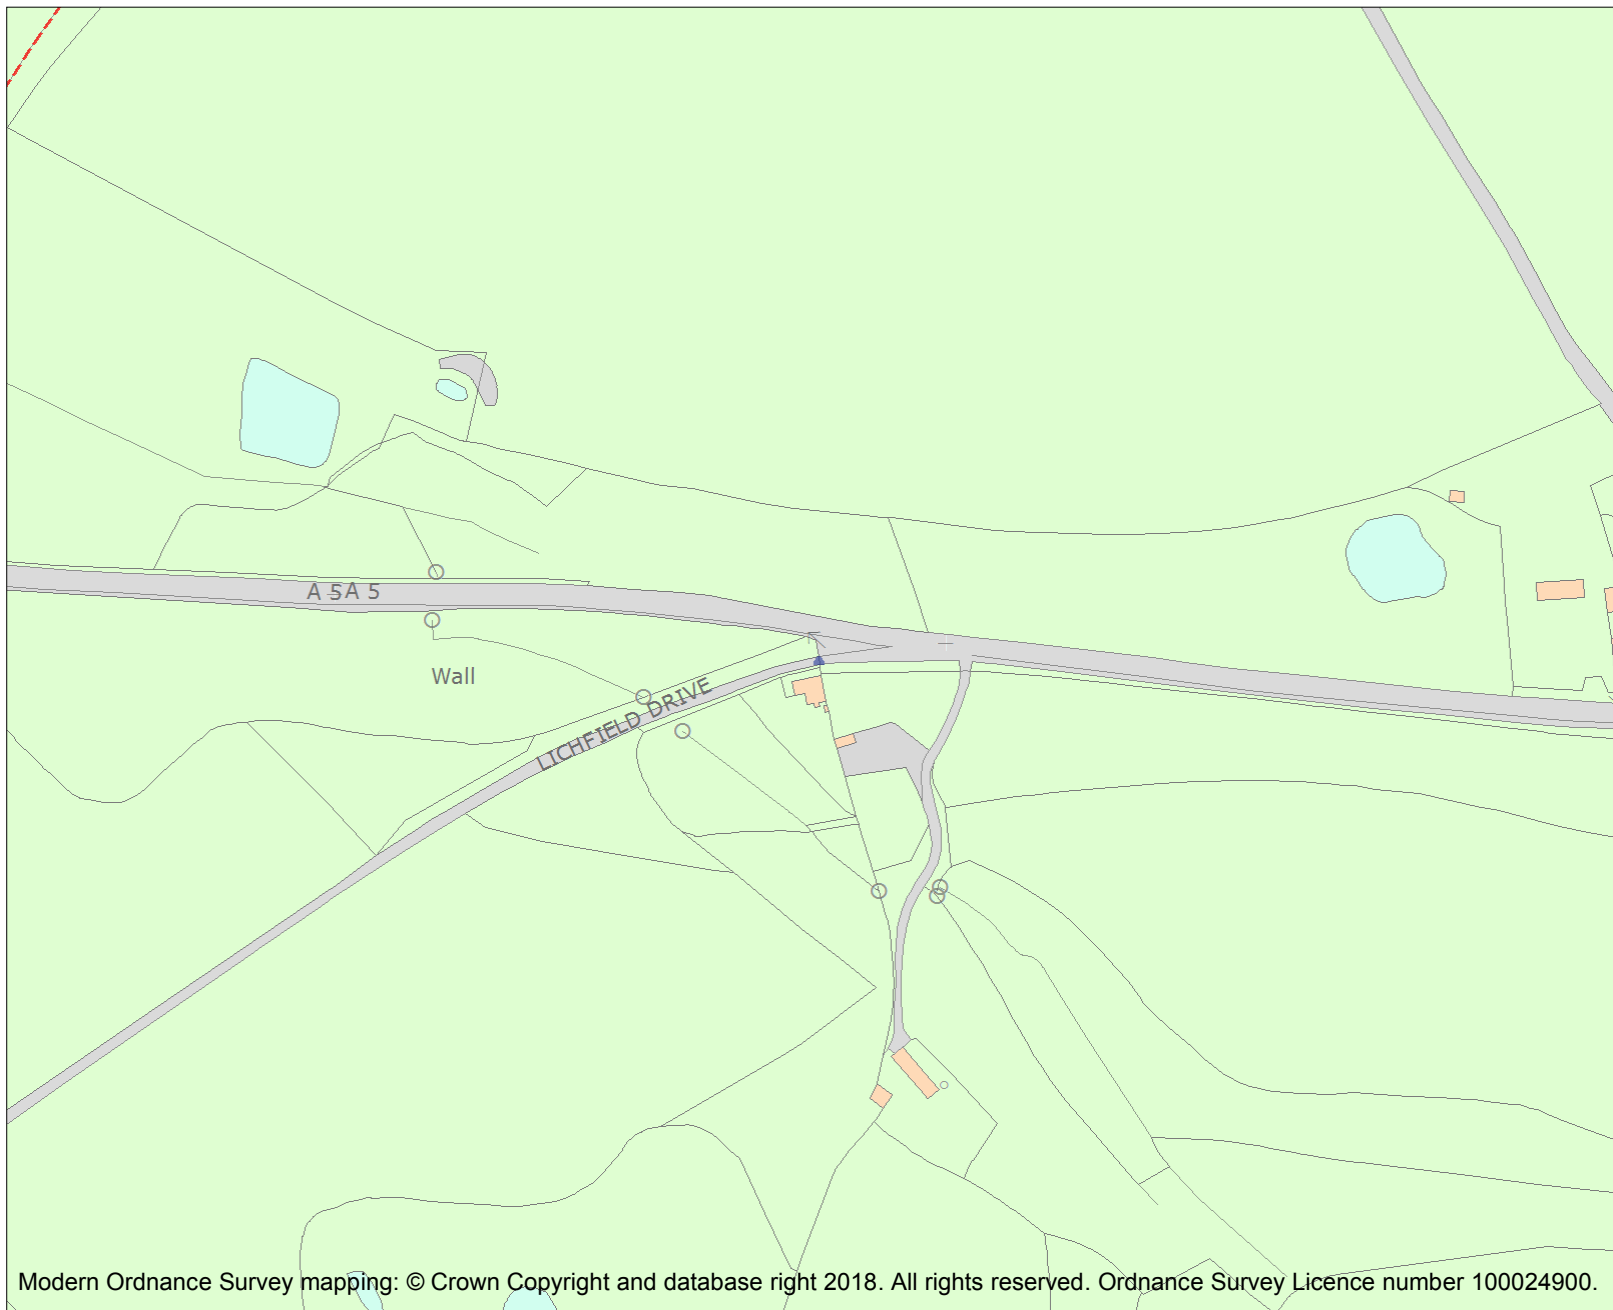 A 5 A 5
Wall
LICHFIELD DRIVE
Modern Ordnance Survey mapping: © Crown Copyright and database right 2018. All rights reserved. Ordnance Survey Licence number 100024900.